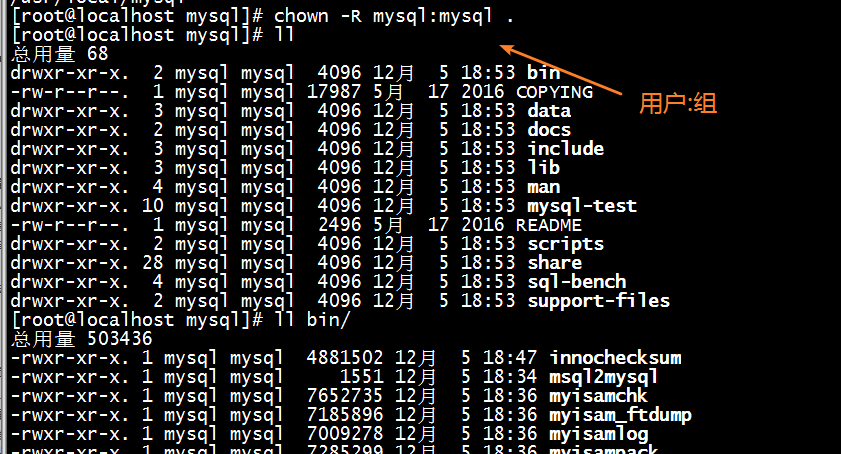 [root@localhost mysql]# chown -R mysql:mysql .
[root@localhost mysql]# ll
总用量 68
drwxr-xr-x.  2 mysql mysql  4096 12月  5 18:53 bin
-rw-r--r--.  1 mysql mysql 17987 5月  17 2016 COPYING
drwxr-xr-x.  3 mysql mysql  4096 12月  5 18:53 data
drwxr-xr-x.  2 mysql mysql  4096 12月  5 18:53 docs
drwxr-xr-x.  3 mysql mysql  4096 12月  5 18:53 include
drwxr-xr-x.  3 mysql mysql  4096 12月  5 18:53 lib
drwxr-xr-x.  4 mysql mysql  4096 12月  5 18:53 man
drwxr-xr-x. 10 mysql mysql  4096 12月  5 18:53 mysql-test
-rw-r--r--.  1 mysql mysql  2496 5月  17 2016 README
drwxr-xr-x.  2 mysql mysql  4096 12月  5 18:53 scripts
drwxr-xr-x. 28 mysql mysql  4096 12月  5 18:53 share
drwxr-xr-x.  4 mysql mysql  4096 12月  5 18:53 sql-bench
drwxr-xr-x.  2 mysql mysql  4096 12月  5 18:53 support-files
[root@localhost mysql]# ll bin/
总用量 503436
-rwxr-xr-x. 1 mysql mysql  4881502 12月  5 18:47 innochecksum
-rwxr-xr-x. 1 mysql mysql     1551 12月  5 18:34 msql2mysql
-rwxr-xr-x. 1 mysql mysql  7652735 12月  5 18:36 myisamchk
-rwxr-xr-x. 1 mysql mysql  7185896 12月  5 18:36 myisam_ftdump
-rwxr-xr-x. 1 mysql mysql  7009278 12月  5 18:36 myisamlog
-rwxr-xr-x. 1 mysql mysql  7285299 12月  5 18:36 myisampack
用户:组